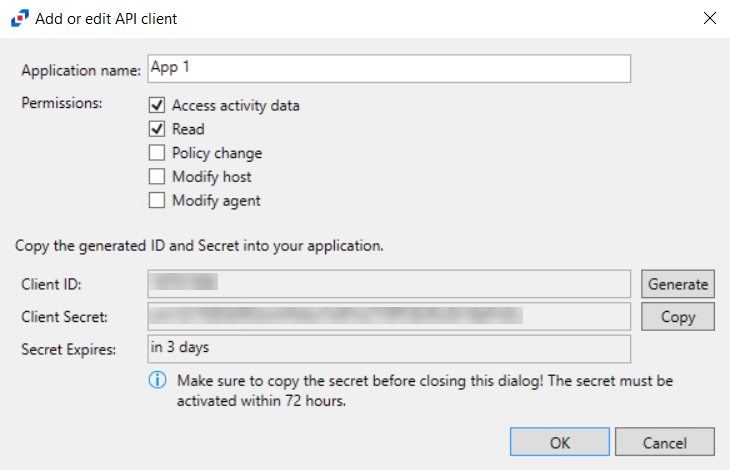 Add or edit API client
Application name: App 1
Permissions:
Access activity data
Read
Policy change
Modify host
Modify agent
Copy the generated ID and Secret into your application.
Client ID:
Generate
Client Secret:
Copy
Secret Expires: in 3 days
Make sure to copy the secret before closing this dialog! The secret must be
activated within 72 hours.
OK
Cancel